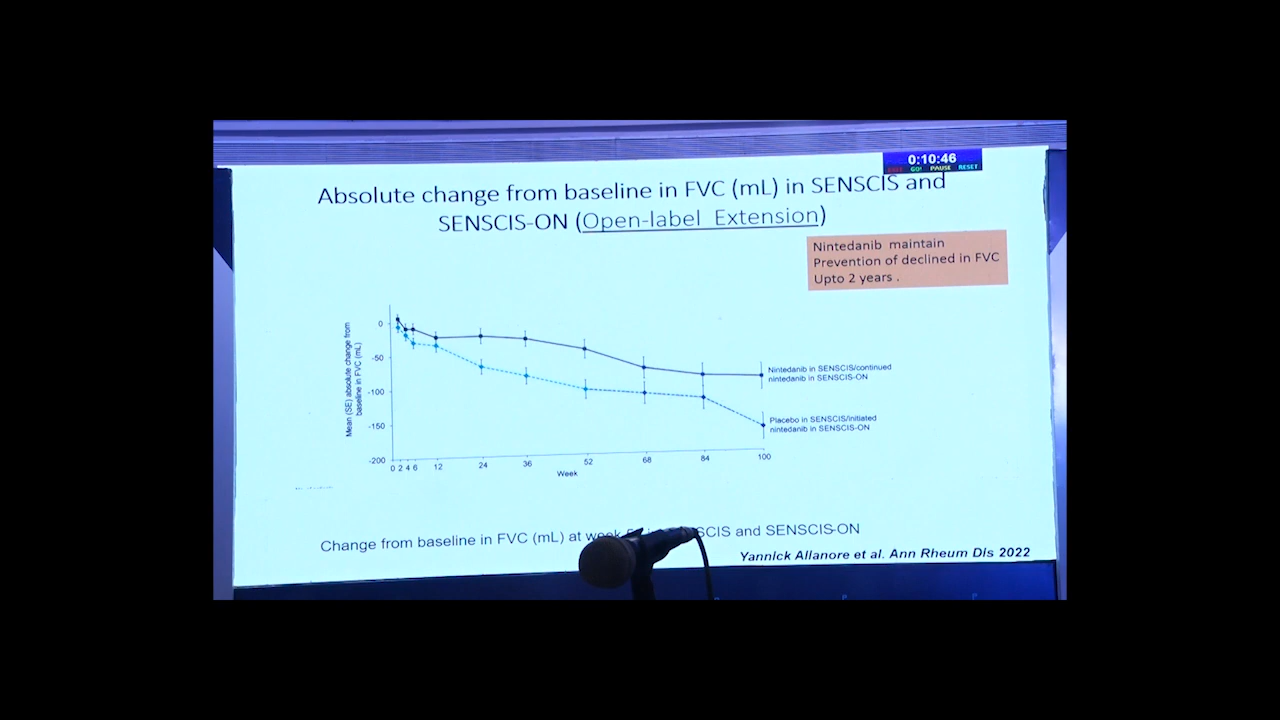 0:10:46
EXIT GO! PAUSE RESET
Absolute change from baseline in FVC (mL) in SENSCIS and
SENSCIS-ON (Open-label Extension)
Nintedanib maintain
Prevention of declined in FVC
Upto 2 years .
Mean (SE) absolute change from
baseline in FVC (mL)
0
-50
-100
-150
-200
0 2 4 6 12 24 36 52 68 84 100
Week
Nintedanib in SENSCIS/continued
nintedanib in SENSCIS-ON
Placebo in SENSCIS/initiated
nintedanib in SENSCIS-ON
Change from baseline in FVC (mL) at week SCIS and SENSCIS-ON
Yannick Allanore et al. Ann Rheum Dis 2022